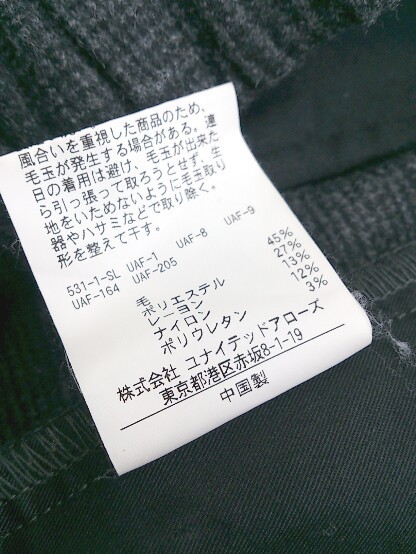 風合いを重視した商品のため、
毛玉が発生する場合がある。連
日の着用は避け、毛玉が出来た
ら引っ張って取ろうとせず、生
地をいためないように毛玉取り
器やハサミなどで取り除く。
形を整えて干す。
531-1-SL UAF-1 UAF-8 UAF-9
UAF-164 UAF-205
毛 45%
ポリエステル 27%
レーヨン 13%
ナイロン 12%
ポリウレタン 3%
株式会社 ユナイテッドアローズ
東京都港区赤坂8-1-19
中国製